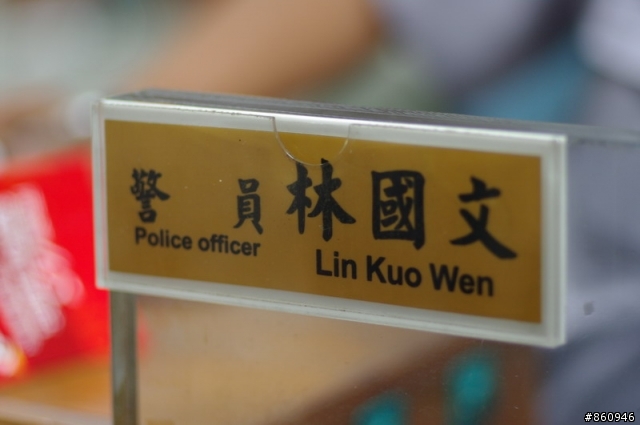 警員 林國文
Police officer Lin Kuo Wen
#860946